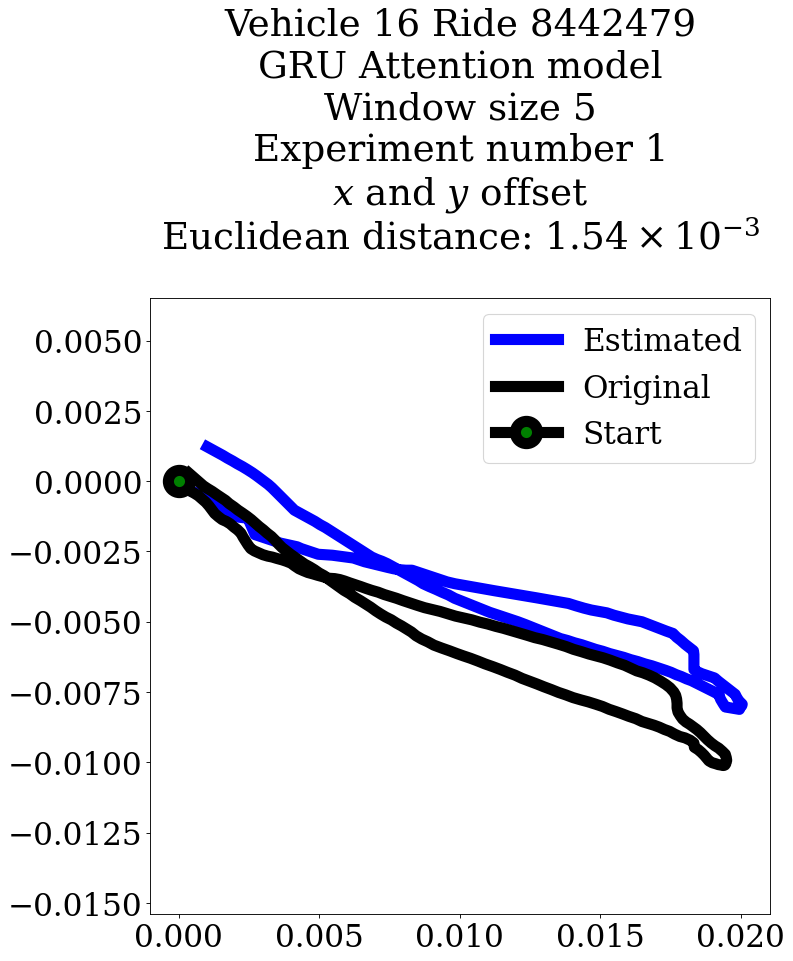 Vehicle 16 Ride 8442479
GRU Attention model
Window size 5
Experiment number 1
x and y offset
Euclidean distance: 1.54 × 10⁻³
Estimated
Original
Start
0.0050
0.0025
0.0000
−0.0025
−0.0050
−0.0075
−0.0100
−0.0125
−0.0150
0.000 0.005 0.010 0.015 0.020